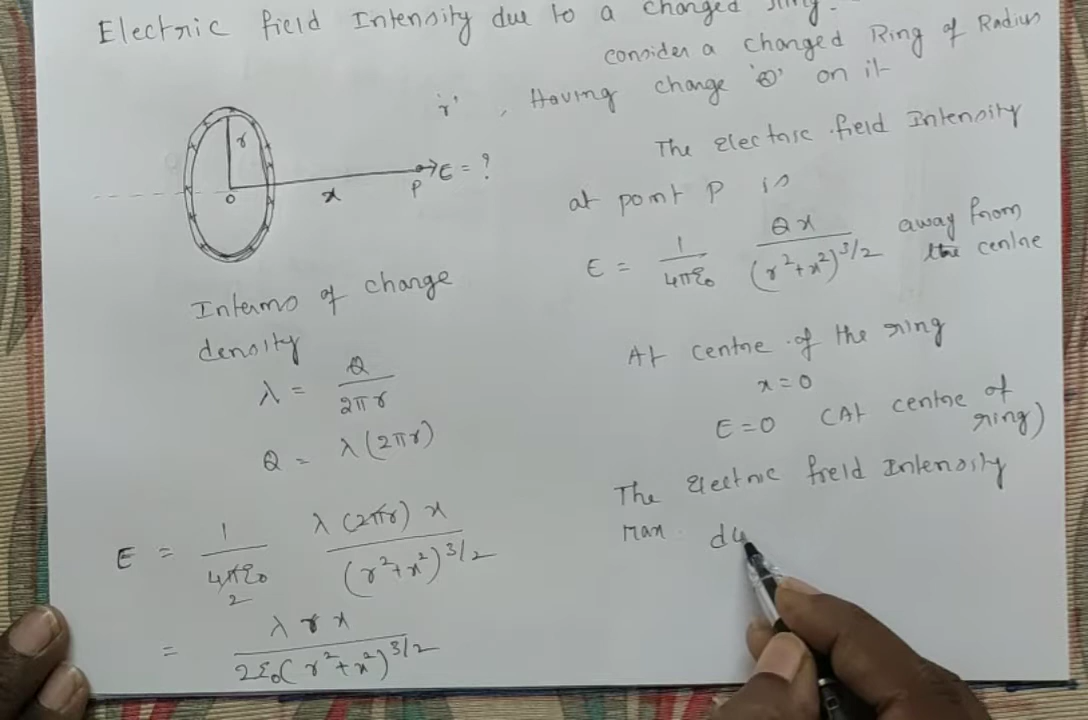 Electric field Intensity due to a charged
consider a charged Ring of Radius
'r', Having charge 'Q' on it
The electric field Intensity
at point P is
E = 1/4πε₀ Qx/(r²+x²)^3/2 away from the centre
At centre of the ring
x = 0
E = 0 (At centre of ring)
The Electric field Intensity
max. du
r
o
x
P
E = ?
Interms of charge
density
λ = Q/2πr
Q = λ(2πr)
E = 1/4πε₀ λ(2πr) x/(r²+x²)^3/2
2
= λ r x/2ε₀(r²+x²)^3/2